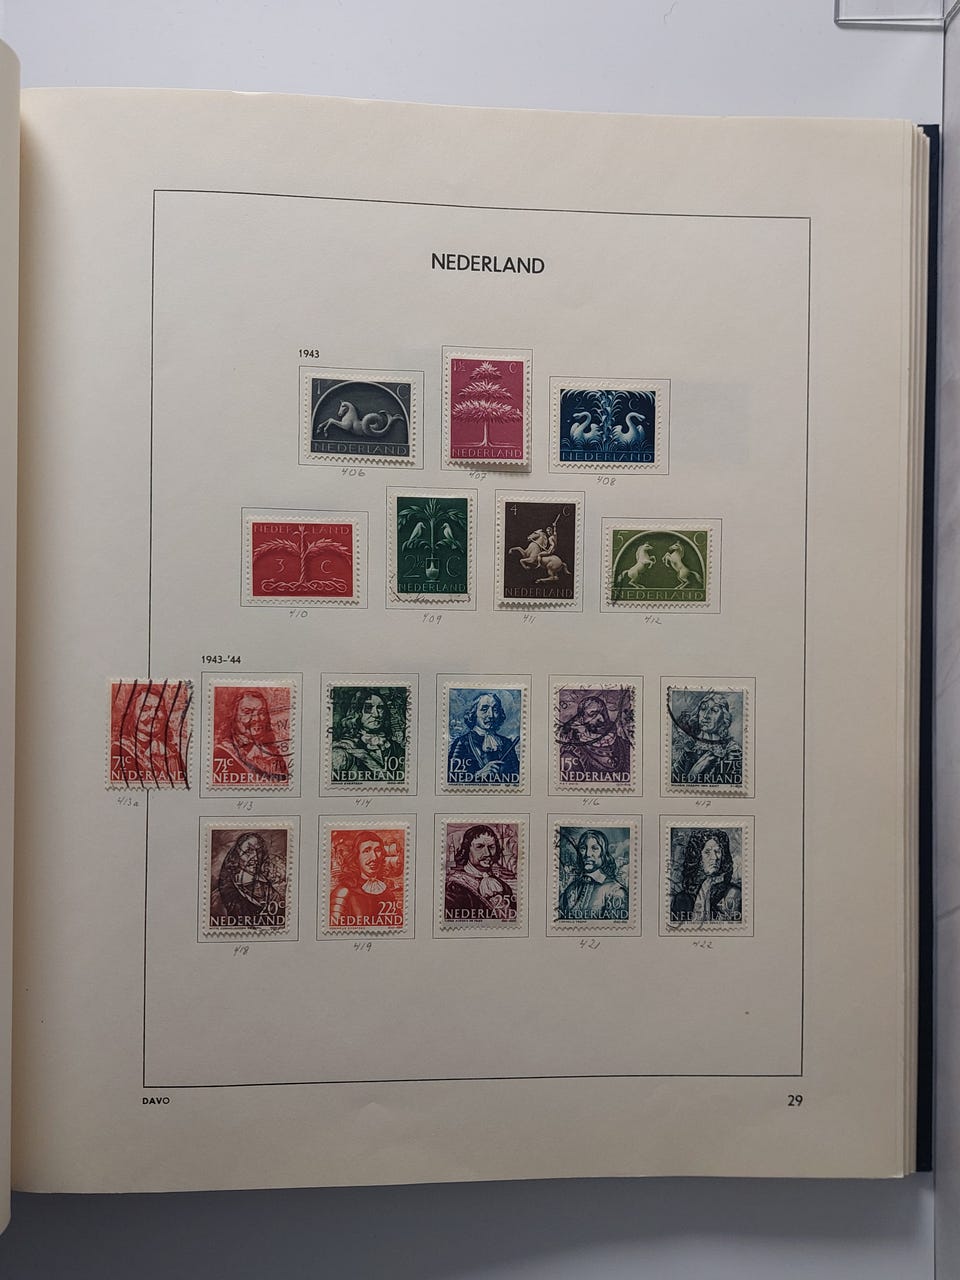 NEDERLAND
1943
1 C
NEDERLAND
1½ C
NEDERLAND
NEDERLAND
406
407
408
NEDERLAND
3 C
2½ C
NEDERLAND
4 C
NEDERLAND
5 C
NEDERLAND
410
409
411
412
1943-'44
7½C
NEDERLAND
7½C
NEDERLAND
10C
NEDERLAND
12½C
NEDERLAND
15C
NEDERLAND
17½C
NEDERLAND
413a
413
414
416
417
20C
NEDERLAND
22½C
NEDERLAND
25C
NEDERLAND
30C
NEDERLAND
NEDERLAND
418
419
421
422
DAVO
29